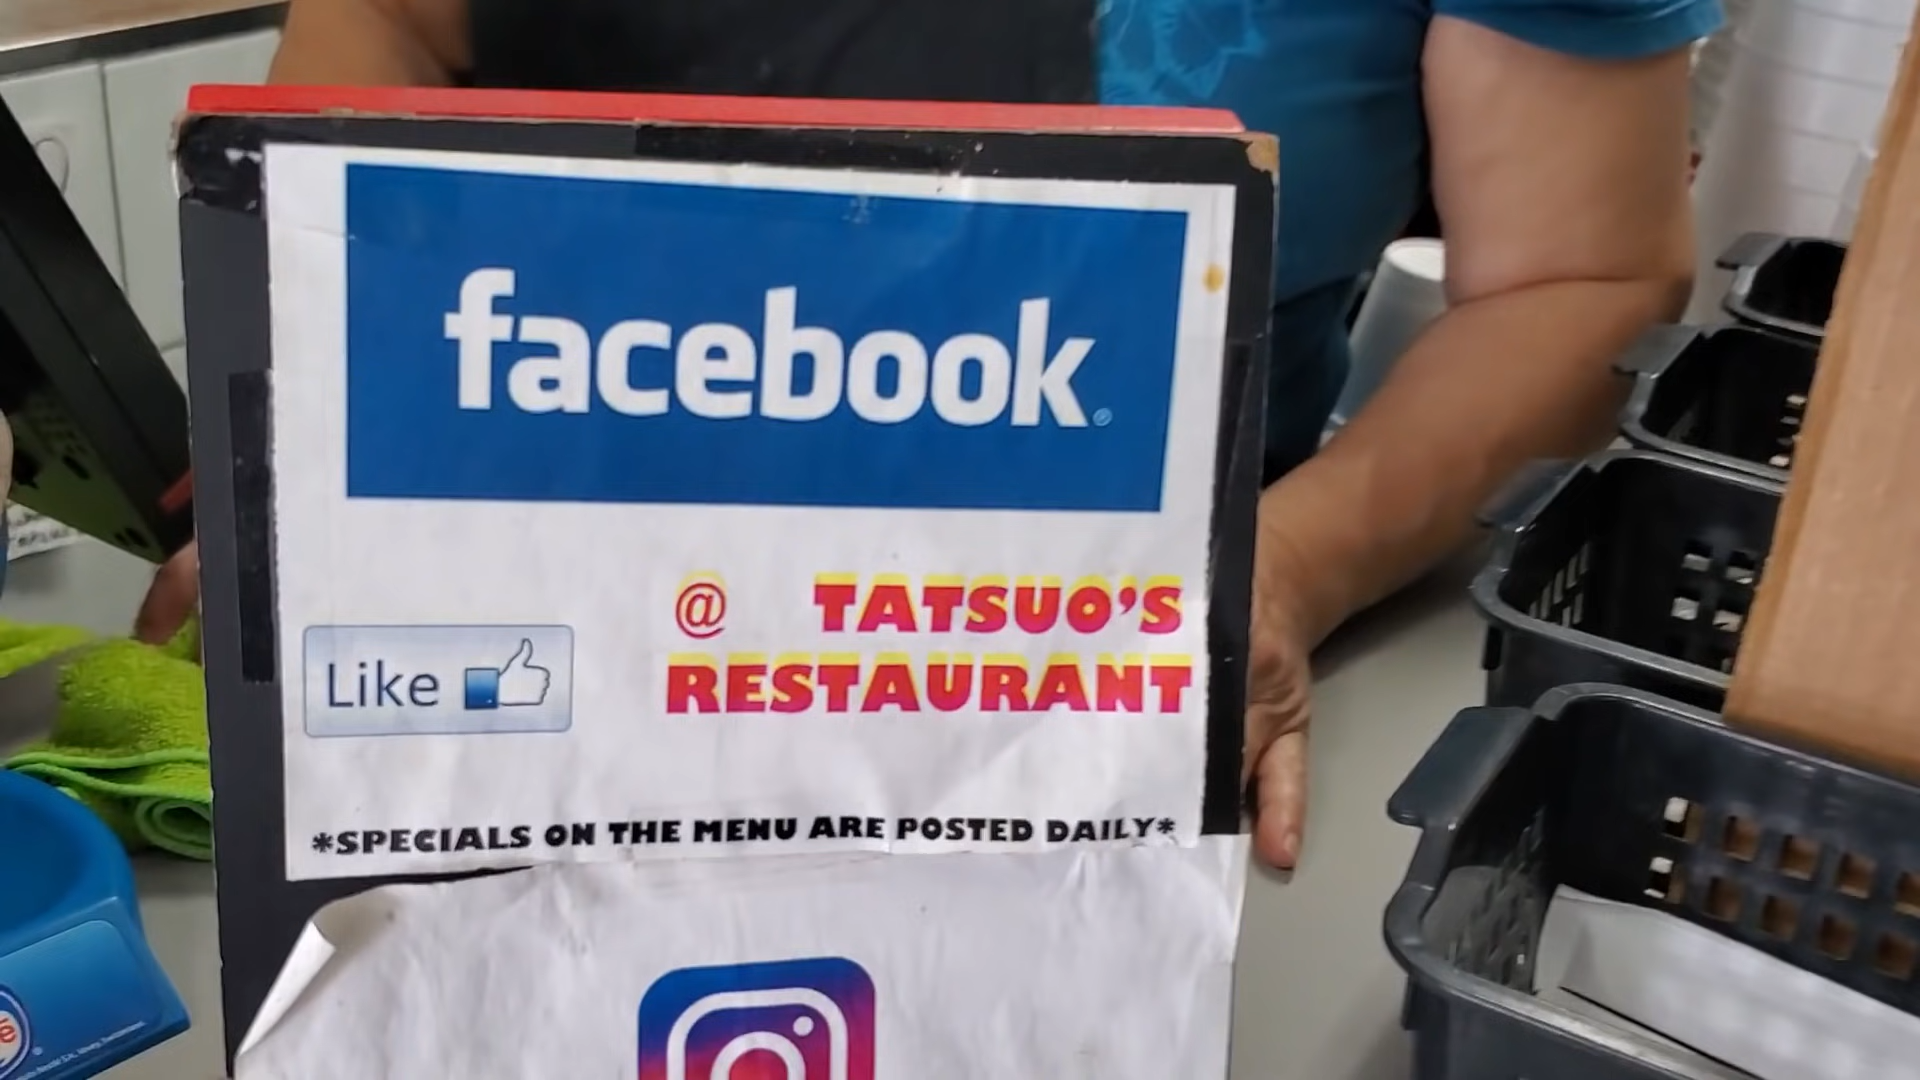 facebook®
@ TATSUO'S
RESTAURANT
Like
*SPECIALS ON THE MENU ARE POSTED DAILY*